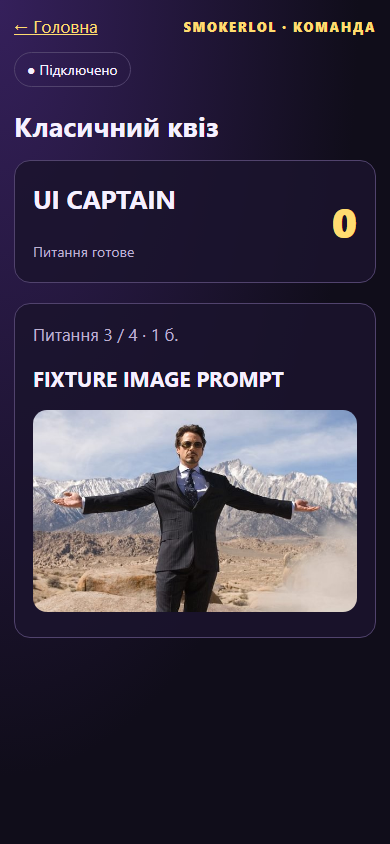 ← Головна
SMOKERLOL · КОМАНДА
● Підключено
Класичний квіз
UI CAPTAIN
0
Питання готове
Питання 3 / 4 · 1 б.
FIXTURE IMAGE PROMPT